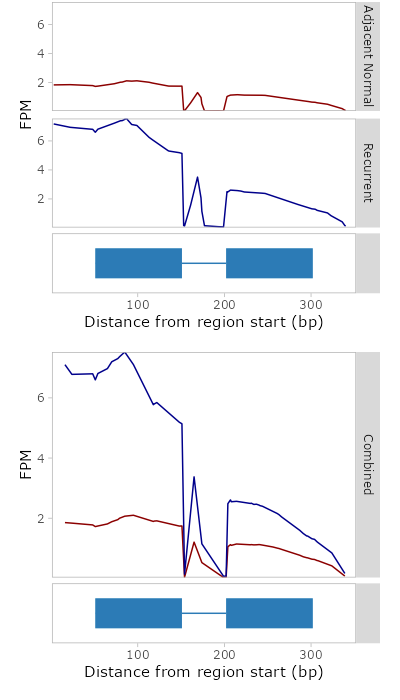 6
4
2
Adjacent Normal
FPM
6
4
2
Recurrent
100
200
300
Distance from region start (bp)
6
4
2
FPM
Combined
100
200
300
Distance from region start (bp)